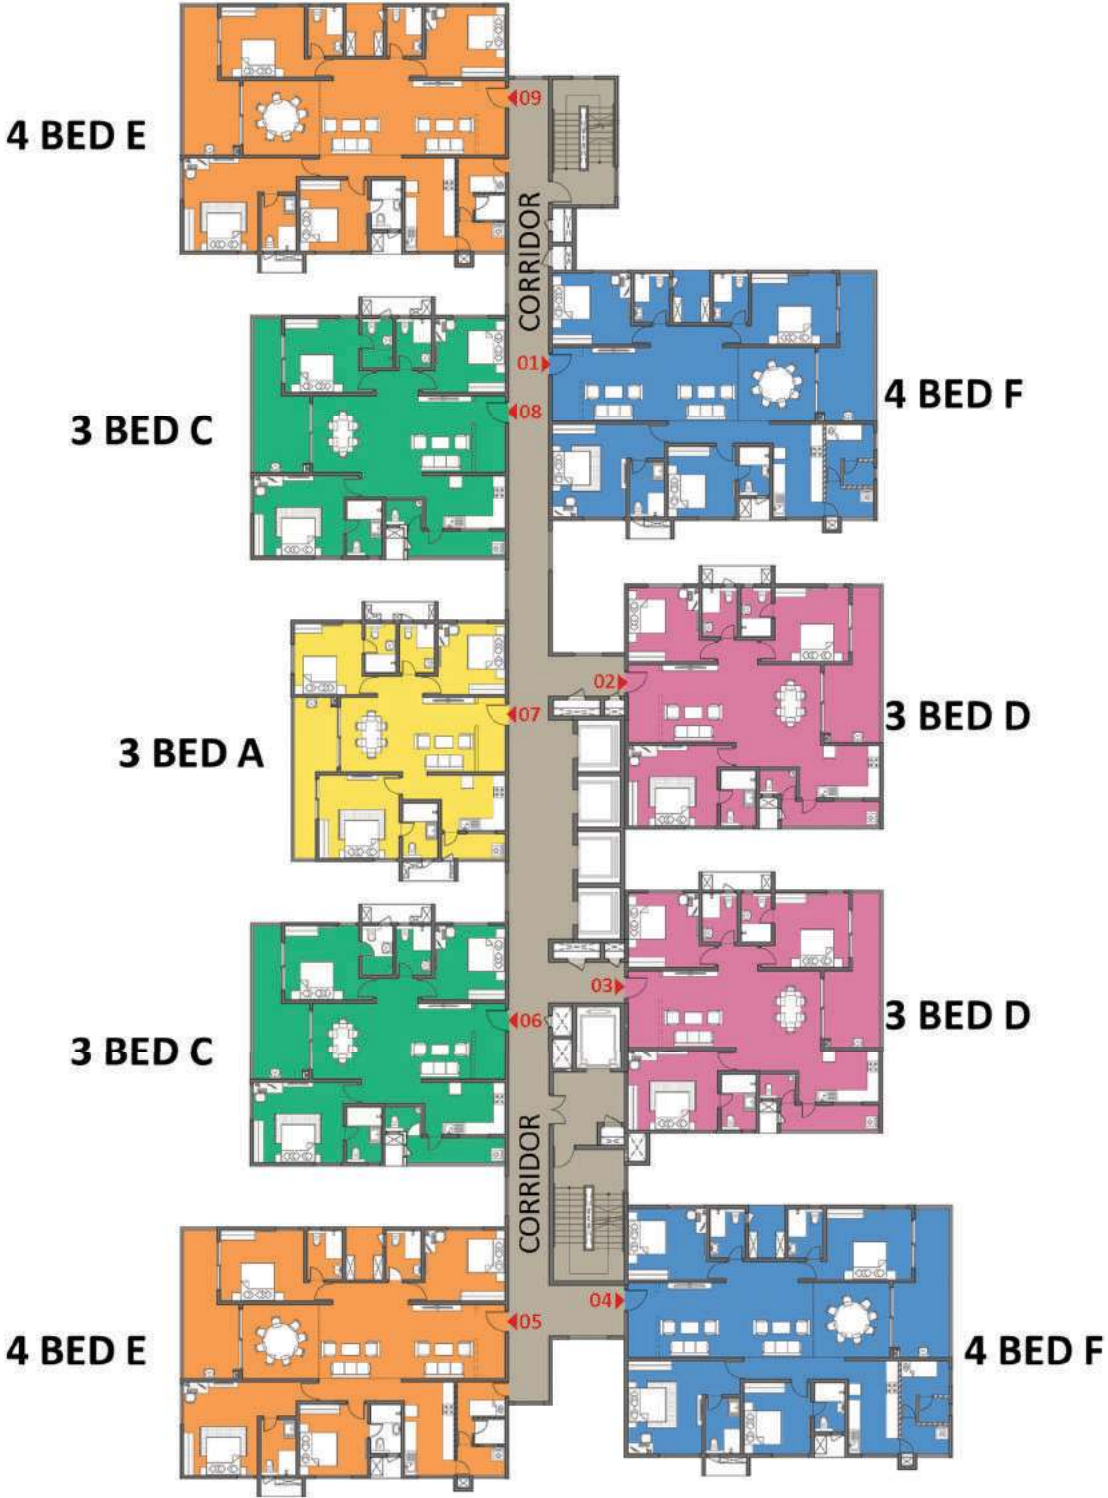 09
4 BED E
CORRIDOR
01
4 BED F
08
3 BED C
02
3 BED D
07
3 BED A
03
3 BED D
06
3 BED C
CORRIDOR
04
4 BED F
05
4 BED E